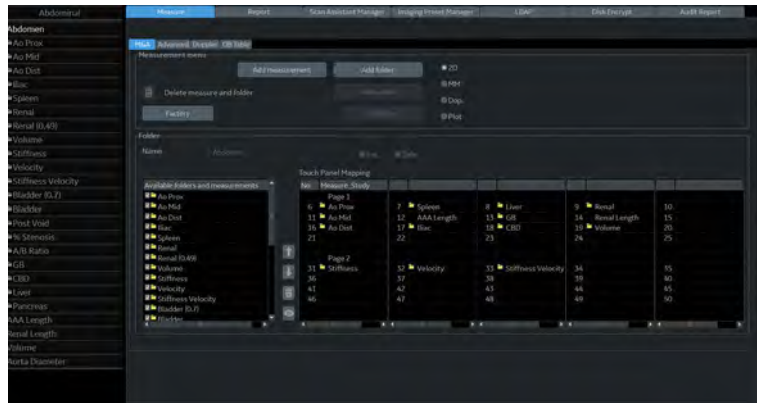 Abdominal
Measure Report Scan Assistant Manager Imaging Preset Manager LDAP Disk Encrypt Audit Report
Abdomen
Ao Prox
Ao Mid
Ao Dist
Iliac
Spleen
Renal
Renal (0.49)
Volume
Stiffness
Velocity
Stiffness Velocity
Bladder (0.7)
Bladder
Post Void
% Stenosis
A/B Ratio
GB
CBD
Liver
Pancreas
AAA Length
Renal Length
Volume
Aorta Diameter
M&A Advanced Doppler OB Table
Measurement items
Add measurement Add folder
2D
MM
Dop.
Plot
Delete measure and folder
Factory
Folder
Name Abdomen
Touch Panel Mapping
Available folders and measurements
Ao Prox
Ao Mid
Ao Dist
Iliac
Spleen
Renal
Renal (0.49)
Volume
Stiffness
Velocity
Stiffness Velocity
Bladder (0.7)
Bladder
No. Measure_Study
Page 1
6 Ao Prox 7 Spleen 8 Liver 9 Renal 10
11 Ao Mid 12 AAA Length 13 GB 14 Renal Length 15
16 Ao Dist 17 Iliac 18 CBD 19 Volume 20
21 22 23 24 25
Page 2
31 Stiffness 32 Velocity 33 Stiffness Velocity 34 35
36 37 38 39 40
41 42 43 44 45
46 47 48 49 50